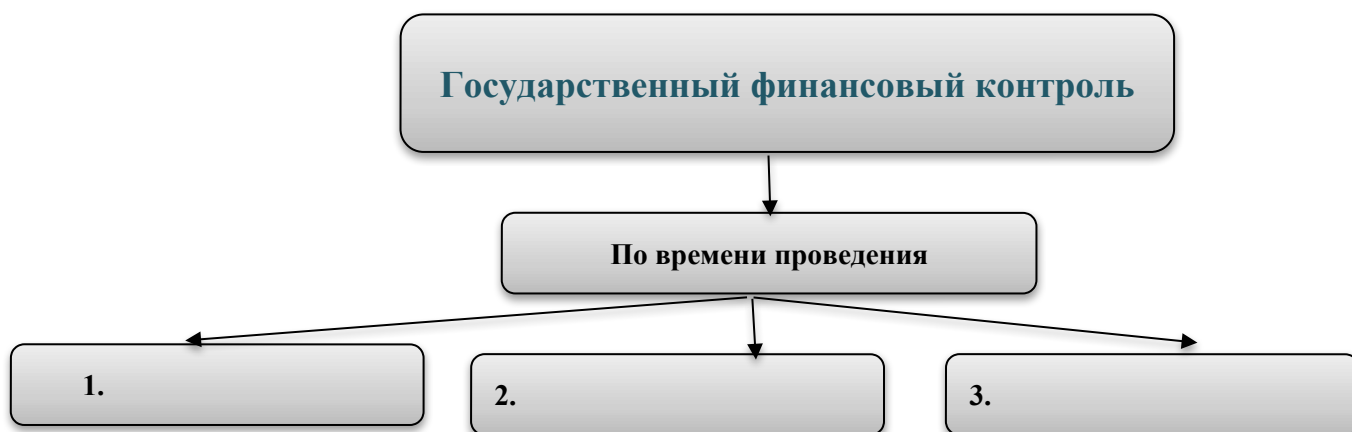 Государственный финансовый контроль
По времени проведения
1.
2.
3.